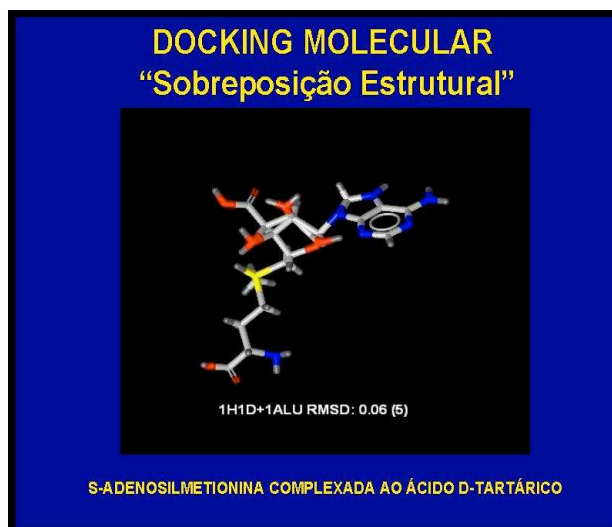 DOCKING MOLECULAR
“Sobreposição Estrutural”
1H1D+1ALU RMSD: 0.06 (5)
S-ADENOSILMETIONINA COMPLEXADA AO ÁCIDO D-TARTÁRICO